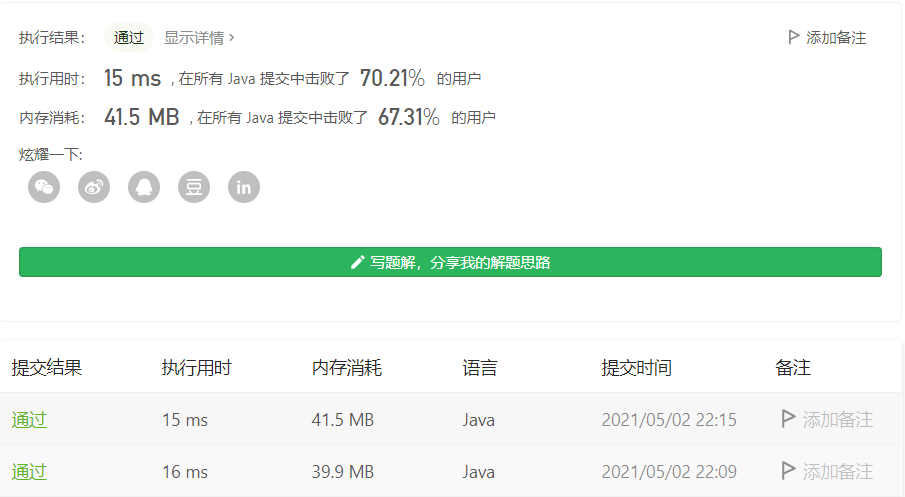 执行结果： 通过 显示详情 › 添加备注
执行用时： 15 ms , 在所有 Java 提交中击败了 70.21% 的用户
内存消耗： 41.5 MB , 在所有 Java 提交中击败了 67.31% 的用户
炫耀一下:
豆 in
写题解，分享我的解题思路
提交结果 执行用时 内存消耗 语言 提交时间 备注
通过 15 ms 41.5 MB Java 2021/05/02 22:15 添加备注
通过 16 ms 39.9 MB Java 2021/05/02 22:09 添加备注